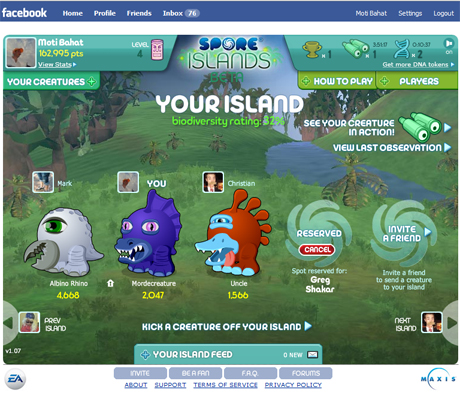 facebook Home Profile Friends Inbox 76 Moti Bahat Settings Logout
Moti Bahat
162,995 pts
View Stats
LEVEL
4
SPORE
ISLANDS
BETA
× 1
3:51:17
× 1
0:10:37
× 2
Get more DNA tokens
YOUR CREATURES
HOW TO PLAY
PLAYERS
YOUR ISLAND
biodiversity rating: 32%
SEE YOUR CREATURE
IN ACTION!
VIEW LAST OBSERVATION
Mark
YOU
Christian
RESERVED
CANCEL
INVITE
A FRIEND
Albino Rhino
4,668
Mordecreature
2,047
Uncle
1,566
Spot reserved for:
Greg
Shakar
Invite a friend
to send a creature
to your island
PREV
ISLAND
KICK A CREATURE OFF YOUR ISLAND
NEXT
ISLAND
v1.07
YOUR ISLAND FEED 0 NEW
INVITE BE A FAN F.A.Q. FORUMS
ABOUT SUPPORT TERMS OF SERVICE PRIVACY POLICY
EA
MAXIS